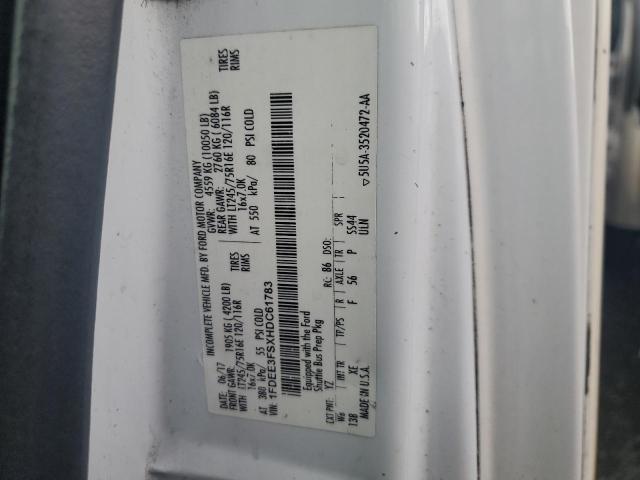 INCOMPLETE VEHICLE MFD. BY FORD MOTOR COMPANY
DATE: 06/17 GVWR: 4559 KG (10050 LB)
FRONT GAWR: 1905 KG (4200 LB) REAR GAWR: 2760 KG (6084 LB)
WITH LT245/75R16E 120/116R TIRES WITH LT245/75R16E 120/116R TIRES
16x7.0K RIMS 16x7.0K RIMS
AT 380 kPa/ 55 PSI COLD AT 550 kPa/ 80 PSI COLD
VIN: 1FDEEE3FSXHDC61783
Equipped with the Ford
Shuttle Bus Prep Pkg
EXT PNT: YZ RC: 86 DSO:
WB INT TR TP/PS R AXLE TR SPR
138 XE F 56 P 5544
MADE IN U.S.A. ULN
5U5A-3520472-AA